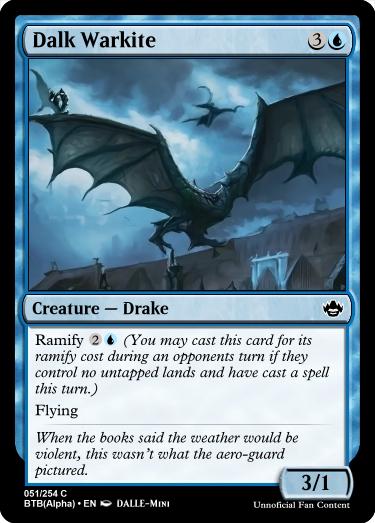 Dalk Warkite 3
Creature — Drake
Ramify 2 (You may cast this card for its
ramify cost during an opponents turn if they
control no untapped lands and have cast a spell
this turn.)
Flying
When the books said the weather would be
violent, this wasn't what the aero-guard
pictured.
3/1
051/254 C
BTB(Alpha) • EN DALLE-Mini
Unofficial Fan Content